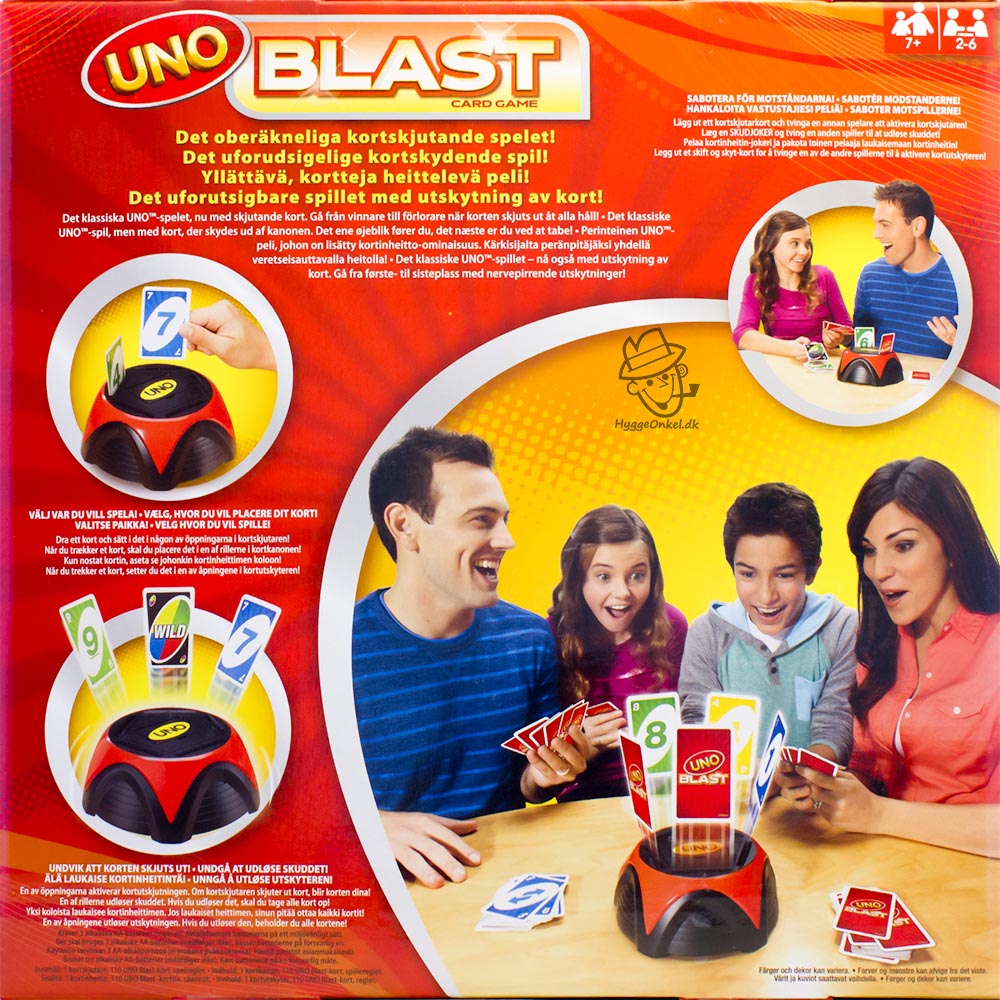 UNO
BLAST
CARD GAME
7+
2-6
Det oberäkneliga kortskjutande spelet!
Det uforudsigelige kortskydende spil!
Yllättävä, kortteja heittelevä peli!
Det uforutsigbare spillet med utskytning av kort!
Det klassiska UNO™-spelet, nu med skjutande kort. Gå från vinnare till förlorare när korten skjuts ut åt alla håll! • Det klassiske
UNO™-spil, men med kort, der skydes ud af kanonen. Det ene øjeblik fører du, det næste er du ved at tabe! • Perinteinen UNO™-
peli, johon on lisätty kortinheitto-ominaisuus. Kärkisijalta peränpitäjäksi yhdellä
veretseisauttavalla heitolla! • Det klassiske UNO™-spillet – nå også med utskytning av
kort. Gå fra første- til sisteplass med nervepirrende utskytninger!
SABOTERA FÖR MOTSTÅNDARNA! • SABOTÉR MODSTANDERNE!
HANKALOITA VASTUSTAJIESI PELIÄ! • SABOTER MOTSPILLERNE!
Lägg ut ett kortskjutarkort och tvinga en annan spelare att aktivera kortskjutaren!
Læg en SKUDJOKER og tving en anden spiller til at udløse skuddet!
Pelaa kortinheitin-jokeri ja pakota toinen pelaaja laukaisemaan kortinheitin!
Legg ut et skift og skyt-kort for å tvinge en av de andre spillerne til å aktivere kortutskyteren!
7
7
4
UNO
6
HyggeOnkel.dk
VÄLJ VAR DU VILL SPELA! • VÆLG, HVOR DU VIL PLACERE DIT KORT!
VALITSE PAIKKA! • VELG HVOR DU VIL SPILLE!
Dra ett kort och sätt i det i någon av öppningarna i kortskjutaren!
Når du trækker et kort, skal du placere det i en af rillerne i kortkanonen!
Kun nostat kortin, aseta se johonkin kortinheittimen koloon!
Når du trekker et kort, setter du det i en av åpningene i kortutskyteren!
9
WILD
7
7
UNO
8
8
UNO
BLAST
UNO
BLAST
7
UNO
UNO
BLAST
UNDVIK ATT KORTEN SKJUTS UT! • UNDGÅ AT UDLØSE SKUDDET!
ÄLÄ LAUKAISE KORTINHEITINTÄ! • UNNGÅ Å UTLØSE UTSKYTEREN!
En av öppningarna aktiverar kortutskjutningen. Om kortskjutaren skjuter ut kort, blir korten dina!
En af rillerne udløser skuddet. Hvis du udløser det, skal du tage alle kort op!
Yksi koloista laukaisee kortinheittimen. Jos laukaiset heittimen, sinun pitää ottaa kaikki kortit!
En av åpningene utløser utskytningen. Hvis du utløser den, beholder du alle kortene!
Färger och dekor kan variera. • Farver og mønstre kan afvige fra det viste.
Värit ja kuviot saattavat vaihdella. • Farger og dekor kan variere.